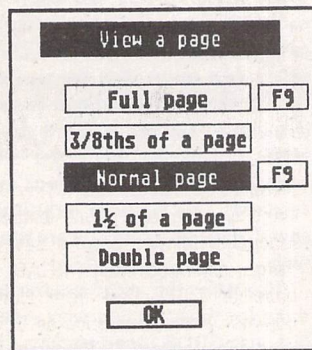 View a page
Full page F9
3/8ths of a page
Normal page F9
1½ of a page
Double page
OK